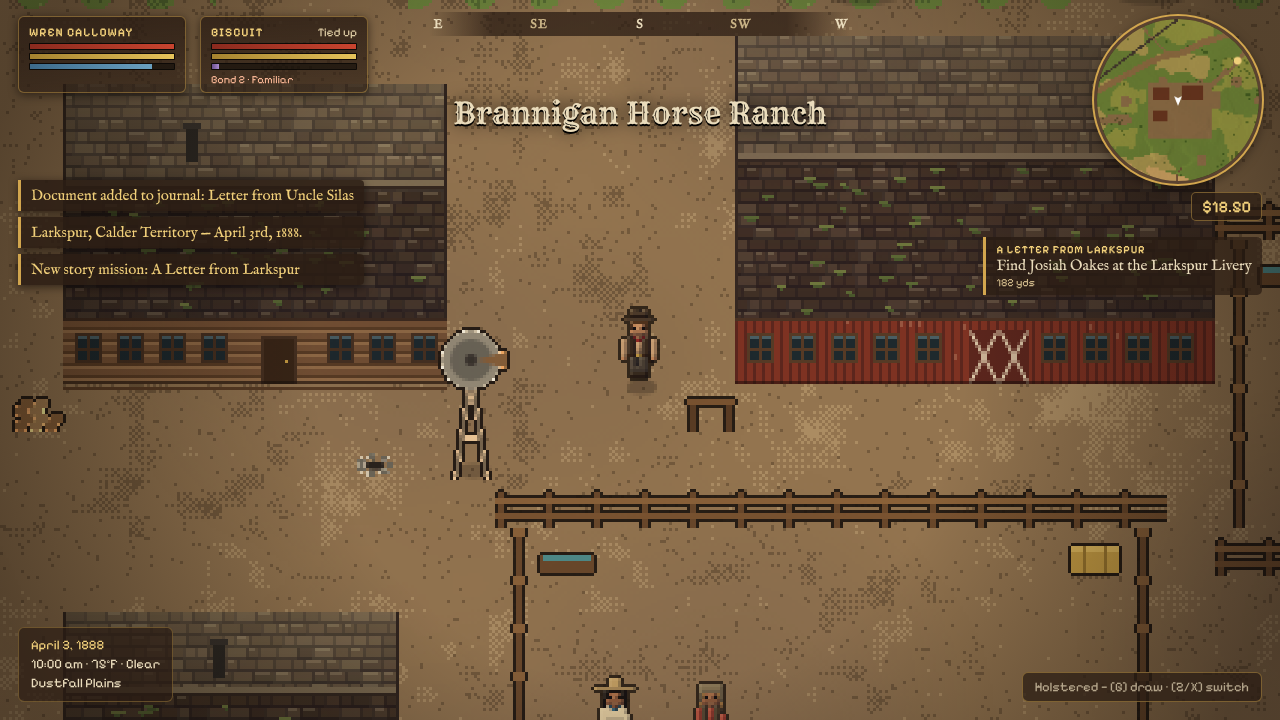 WREN CALLOWAY
BISCUIT Tied up
Bond 2 · Familiar
E SE S SW W
Brannigan Horse Ranch
Document added to journal: Letter from Uncle Silas
Larkspur, Calder Territory — April 3rd, 1888.
New story mission: A Letter from Larkspur
$18.80
A LETTER FROM LARKSPUR
Find Josiah Oakes at the Larkspur Livery
182 yds
April 3, 1888
10:00 am · 75°F · Clear
Dustfall Plains
Holstered - (G) draw · (Z/X) switch